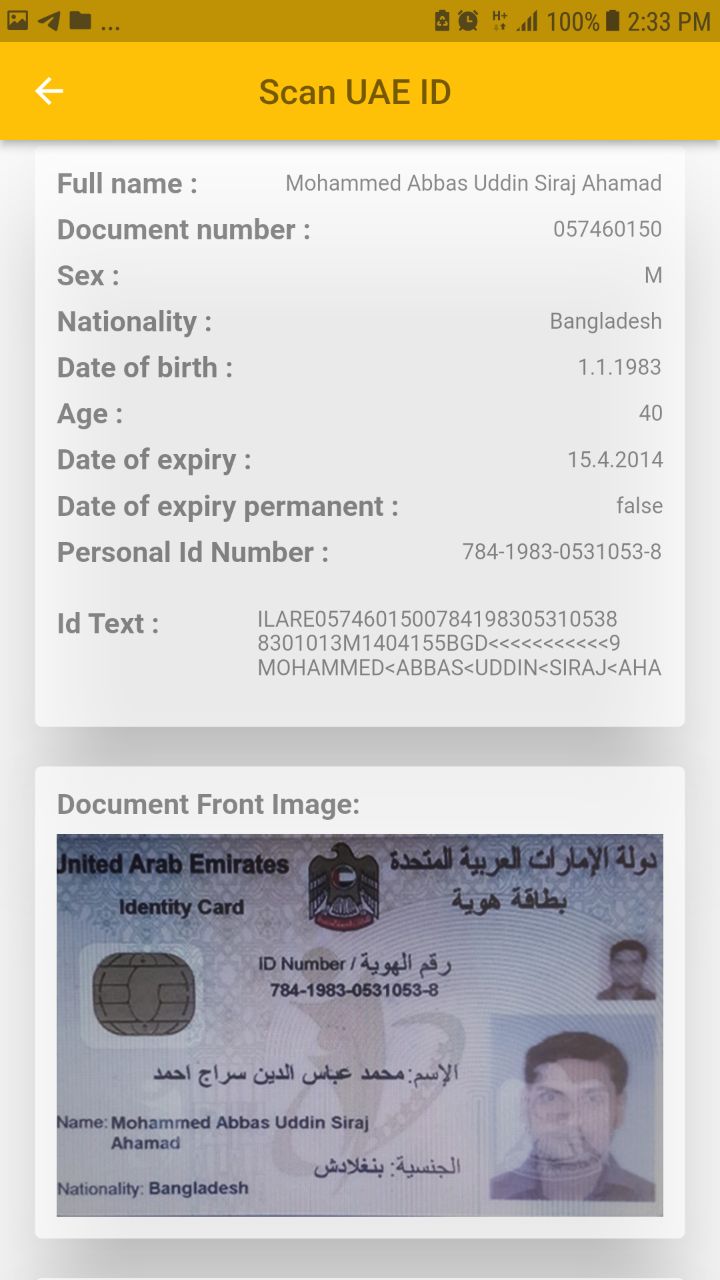 ... 100% 2:33 PM
Scan UAE ID
Full name : Mohammed Abbas Uddin Siraj Ahamad
Document number : 057460150
Sex : M
Nationality : Bangladesh
Date of birth : 1.1.1983
Age : 40
Date of expiry : 15.4.2014
Date of expiry permanent : false
Personal Id Number : 784-1983-0531053-8
Id Text : ILARE0574601500784198305310538
8301013M1404155BGD<<<<<<<<<<<9
MOHAMMED<ABBAS<UDDIN<SIRAJ<AHA
Document Front Image:
United Arab Emirates دولة الإمارات العربية المتحدة
Identity Card بطاقة هوية
ID Number / رقم الهوية
784-1983-0531053-8
الإسم: محمد عباس الدين سراج احمد
Name: Mohammed Abbas Uddin Siraj
Ahamad
الجنسية: بنغلادش
Nationality: Bangladesh